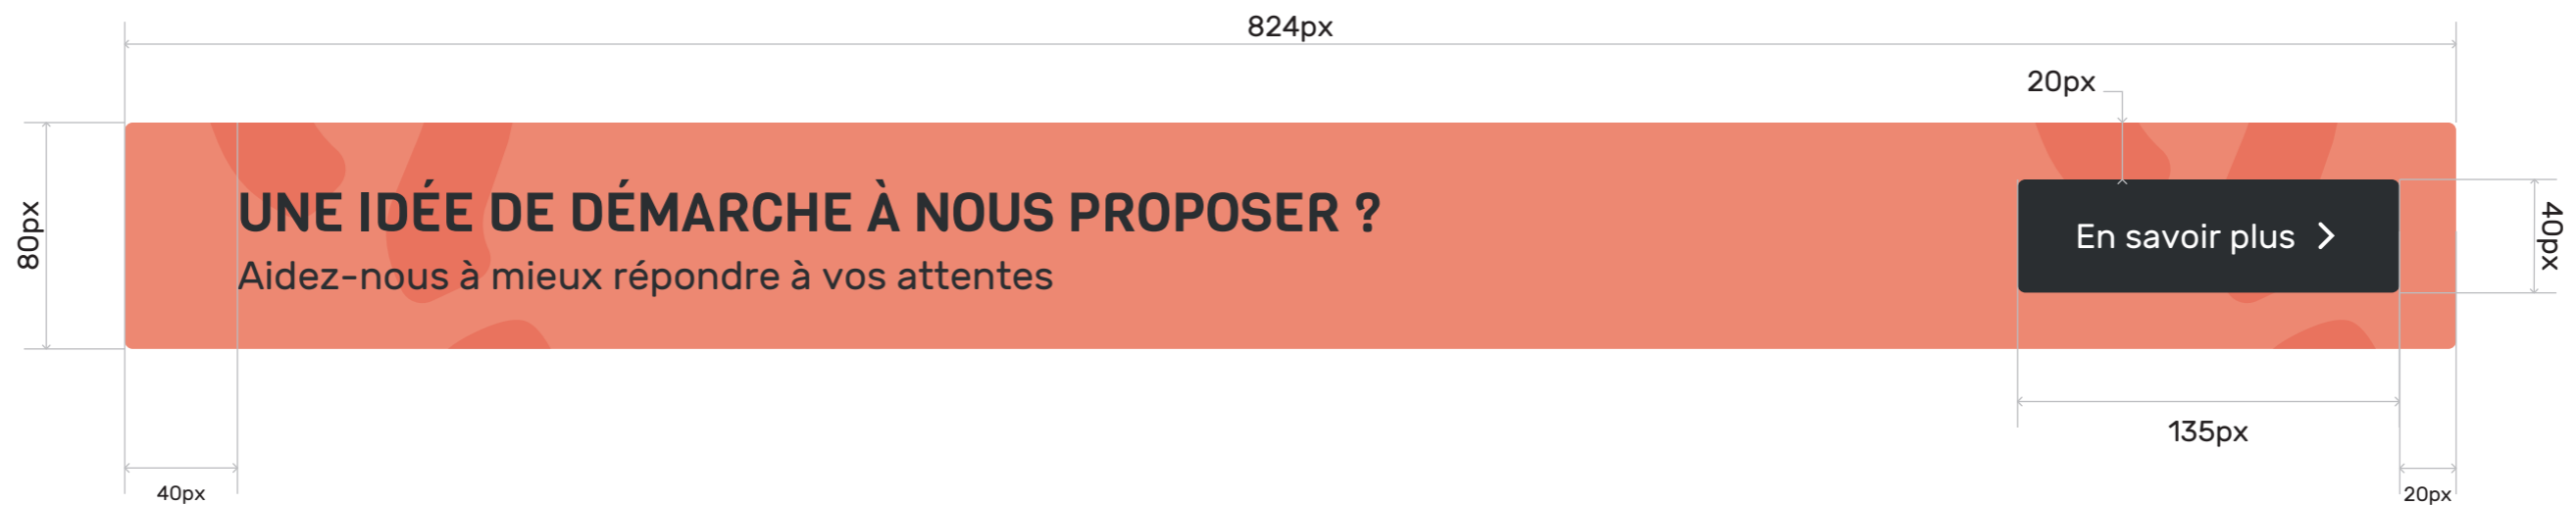 824px
20px
80px
UNE IDÉE DE DÉMARCHE À NOUS PROPOSER ?
Aidez-nous à mieux répondre à vos attentes
En savoir plus
40px
135px
40px
20px